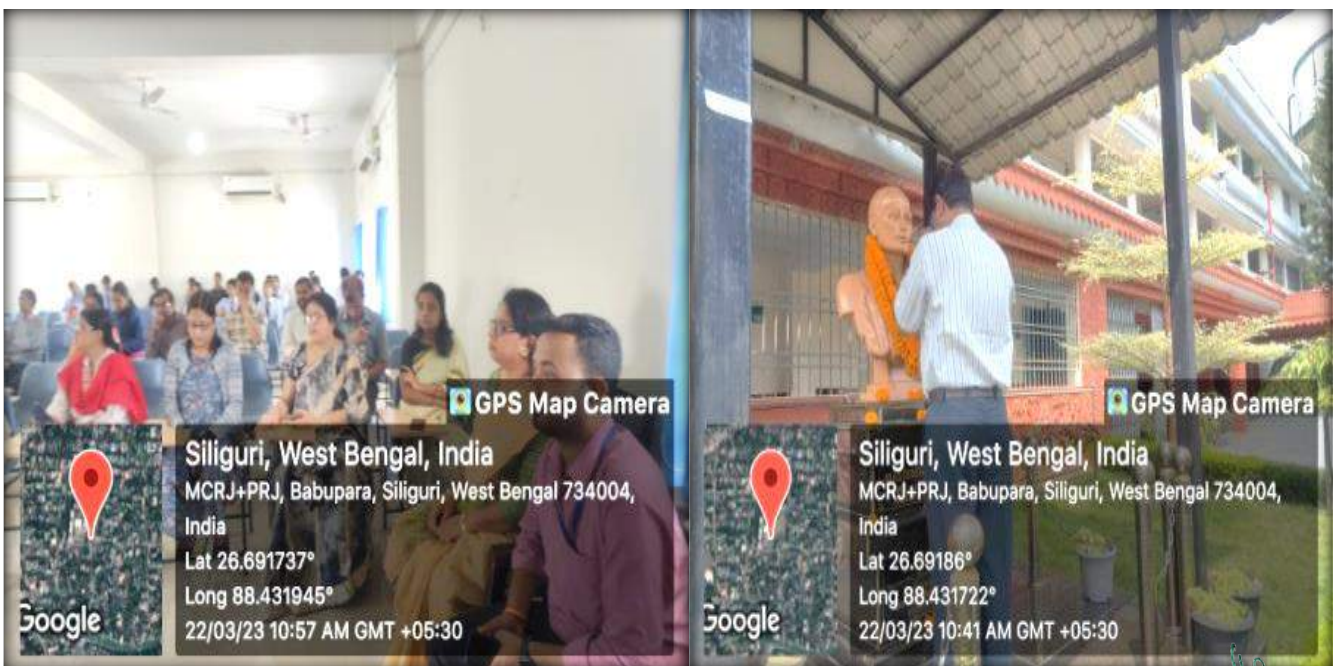 GPS Map Camera
Siliguri, West Bengal, India
MCRJ+PRJ, Babupara, Siliguri, West Bengal 734004,
India
Lat 26.691737°
Long 88.431945°
22/03/23 10:57 AM GMT +05:30
Google
GPS Map Camera
Siliguri, West Bengal, India
MCRJ+PRJ, Babupara, Siliguri, West Bengal 734004,
India
Lat 26.69186°
Long 88.431722°
22/03/23 10:41 AM GMT +05:30
Google